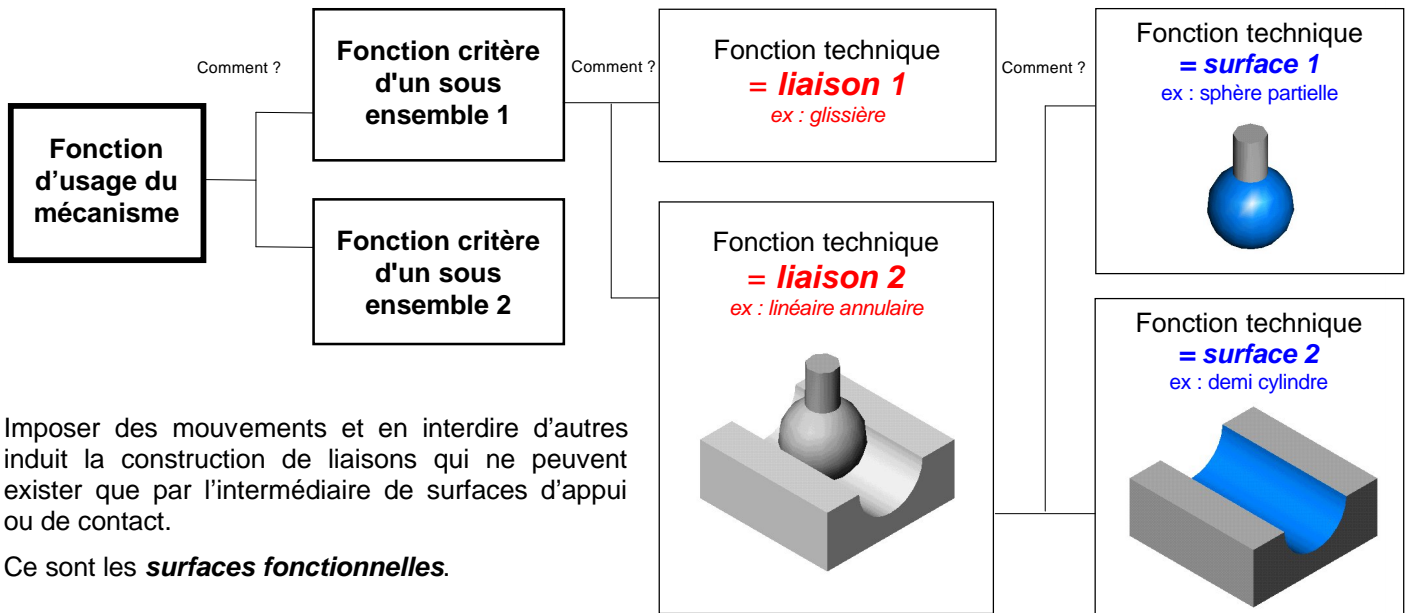 Fonction
d’usage du
mécanisme
Comment ?
Fonction critère
d'un sous
ensemble 1
Fonction critère
d'un sous
ensemble 2
Comment ?
Fonction technique
= liaison 1
ex : glissière
Fonction technique
= liaison 2
ex : linéaire annulaire
Comment ?
Fonction technique
= surface 1
ex : sphère partielle
Fonction technique
= surface 2
ex : demi cylindre
Imposer des mouvements et en interdire d’autres
induit la construction de liaisons qui ne peuvent
exister que par l’intermédiaire de surfaces d’appui
ou de contact.
Ce sont les surfaces fonctionnelles.